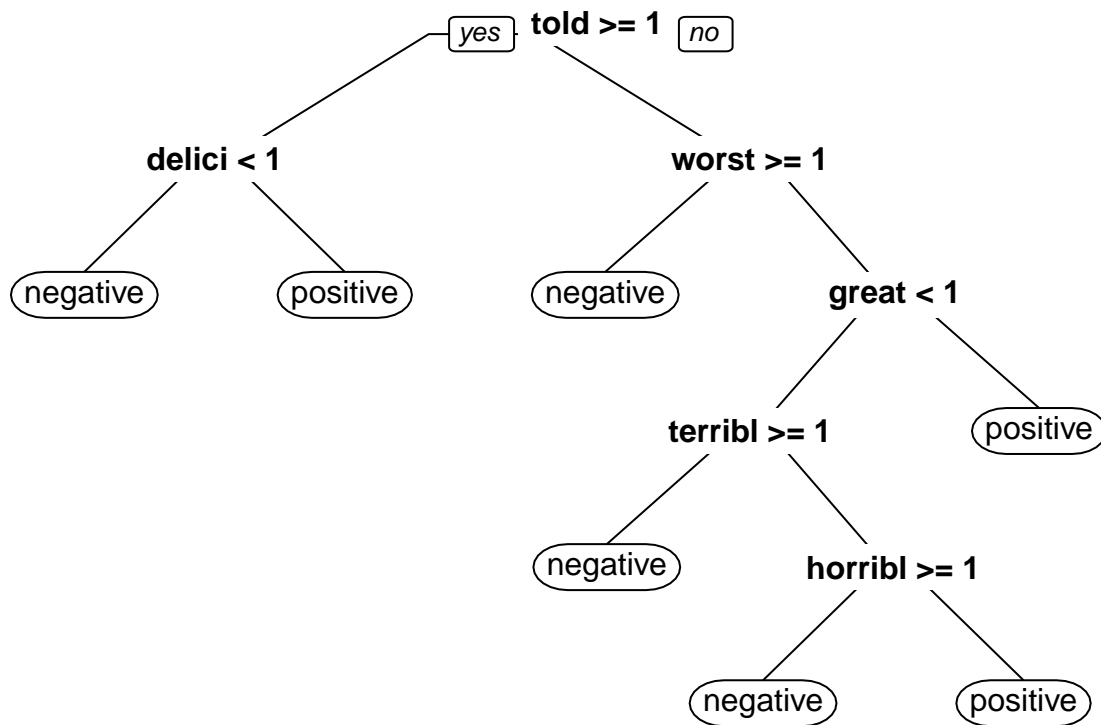 yes told >= 1 no
delici < 1 worst >= 1
negative positive negative great < 1
terribl >= 1 positive
negative horribl >= 1
negative positive